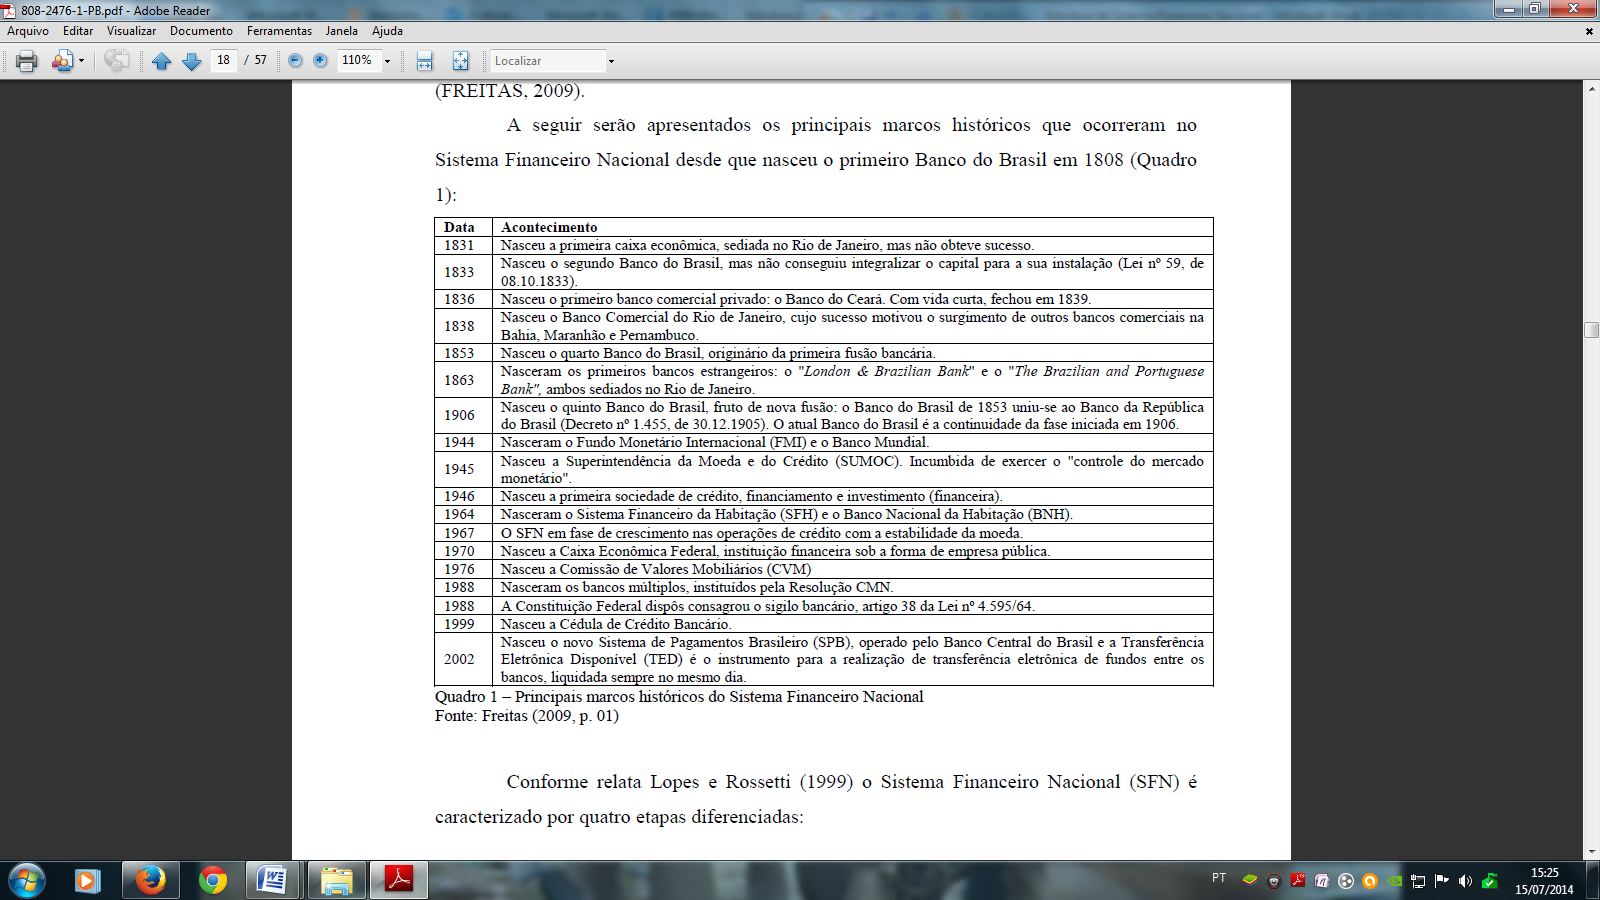 808-2476-1-PB.pdf - Adobe Reader
Arquivo Editar Visualizar Documento Ferramentas Janela Ajuda
18 / 57 110% Localizar
(FREITAS, 2009).
A seguir serão apresentados os principais marcos históricos que ocorreram no
Sistema Financeiro Nacional desde que nasceu o primeiro Banco do Brasil em 1808 (Quadro
1):
Data Acontecimento
1831 Nasceu a primeira caixa econômica, sediada no Rio de Janeiro, mas não obteve sucesso.
1833 Nasceu o segundo Banco do Brasil, mas não conseguiu integralizar o capital para a sua instalação (Lei nº 59, de
08.10.1833).
1836 Nasceu o primeiro banco comercial privado: o Banco do Ceará. Com vida curta, fechou em 1839.
1838 Nasceu o Banco Comercial do Rio de Janeiro, cujo sucesso motivou o surgimento de outros bancos comerciais na
Bahia, Maranhão e Pernambuco.
1853 Nasceu o quarto Banco do Brasil, originário da primeira fusão bancária.
1863 Nasceram os primeiros bancos estrangeiros: o "London & Brazilian Bank" e o "The Brazilian and Portuguese
Bank", ambos sediados no Rio de Janeiro.
1906 Nasceu o quinto Banco do Brasil, fruto de nova fusão: o Banco do Brasil de 1853 uniu-se ao Banco da República
do Brasil (Decreto nº 1.455, de 30.12.1905). O atual Banco do Brasil é a continuidade da fase iniciada em 1906.
1944 Nasceram o Fundo Monetário Internacional (FMI) e o Banco Mundial.
1945 Nasceu a Superintendência da Moeda e do Crédito (SUMOC). Incumbida de exercer o "controle do mercado
monetário".
1946 Nasceu a primeira sociedade de crédito, financiamento e investimento (financeira).
1964 Nasceram o Sistema Financeiro da Habitação (SFH) e o Banco Nacional da Habitação (BNH).
1967 O SFN em fase de crescimento nas operações de crédito com a estabilidade da moeda.
1970 Nasceu a Caixa Econômica Federal, instituição financeira sob a forma de empresa pública.
1976 Nasceu a Comissão de Valores Mobiliários (CVM)
1988 Nasceram os bancos múltiplos, instituídos pela Resolução CMN.
1988 A Constituição Federal dispôs consagrou o sigilo bancário, artigo 38 da Lei nº 4.595/64.
1999 Nasceu a Cédula de Crédito Bancário.
2002 Nasceu o novo Sistema de Pagamentos Brasileiro (SPB), operado pelo Banco Central do Brasil e a Transferência
Eletrônica Disponível (TED) é o instrumento para a realização de transferência eletrônica de fundos entre os
bancos, liquidada sempre no mesmo dia.
Quadro 1 – Principais marcos históricos do Sistema Financeiro Nacional
Fonte: Freitas (2009, p. 01)
Conforme relata Lopes e Rossetti (1999) o Sistema Financeiro Nacional (SFN) é
caracterizado por quatro etapas diferenciadas:
PT
15:25
15/07/2014